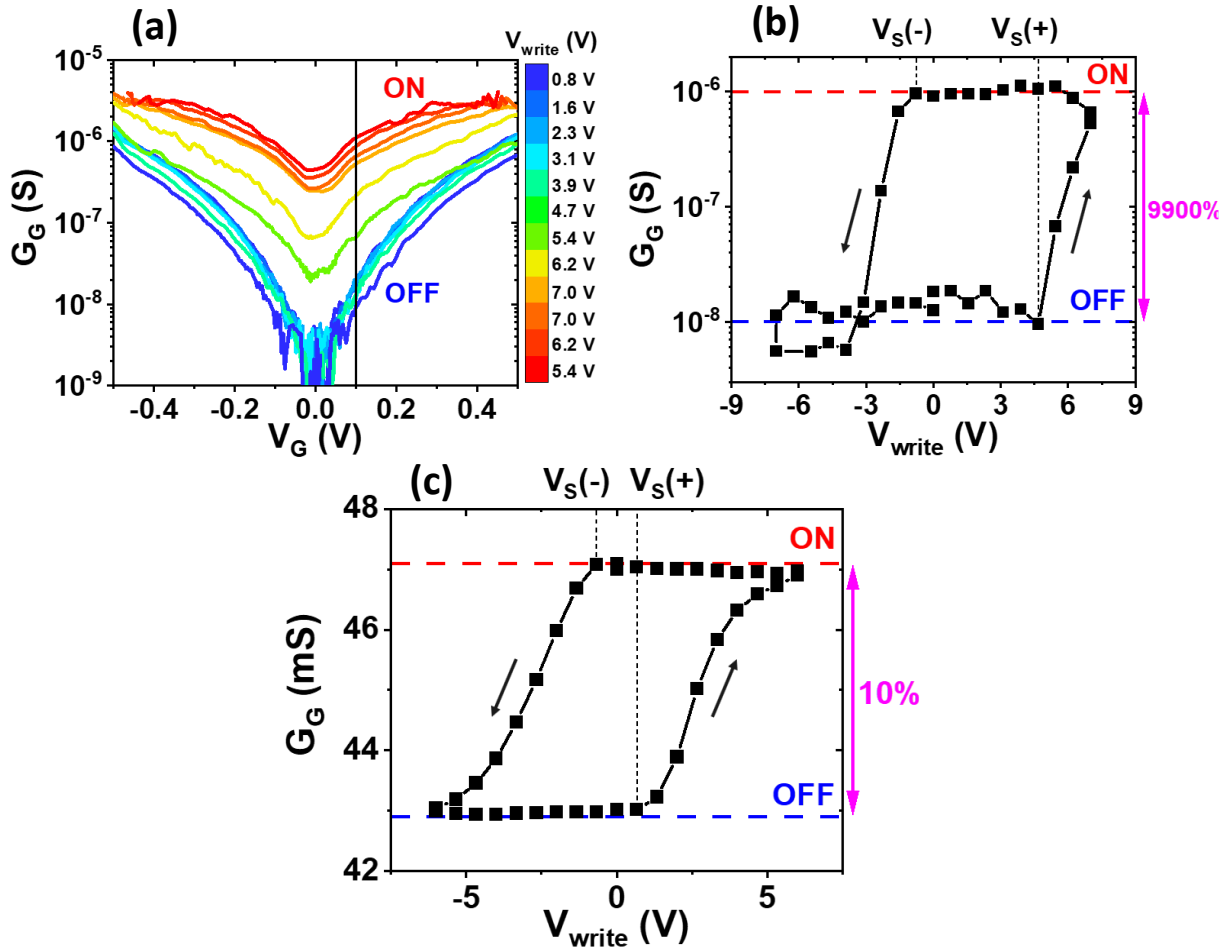 (a)
V_write (V)
10^-5
10^-6
10^-7
10^-8
10^-9
G_G (S)
ON
OFF
-0.4
-0.2
0.0
0.2
0.4
V_G (V)
0.8 V
1.6 V
2.3 V
3.1 V
3.9 V
4.7 V
5.4 V
6.2 V
7.0 V
7.0 V
6.2 V
5.4 V
(b)
V_S(-)
V_S(+)
10^-6
10^-7
10^-8
G_G (S)
ON
OFF
9900%
-9
-6
-3
0
3
6
9
V_write (V)
(c)
V_S(-)
V_S(+)
48
46
44
42
G_G (mS)
ON
OFF
10%
-5
0
5
V_write (V)